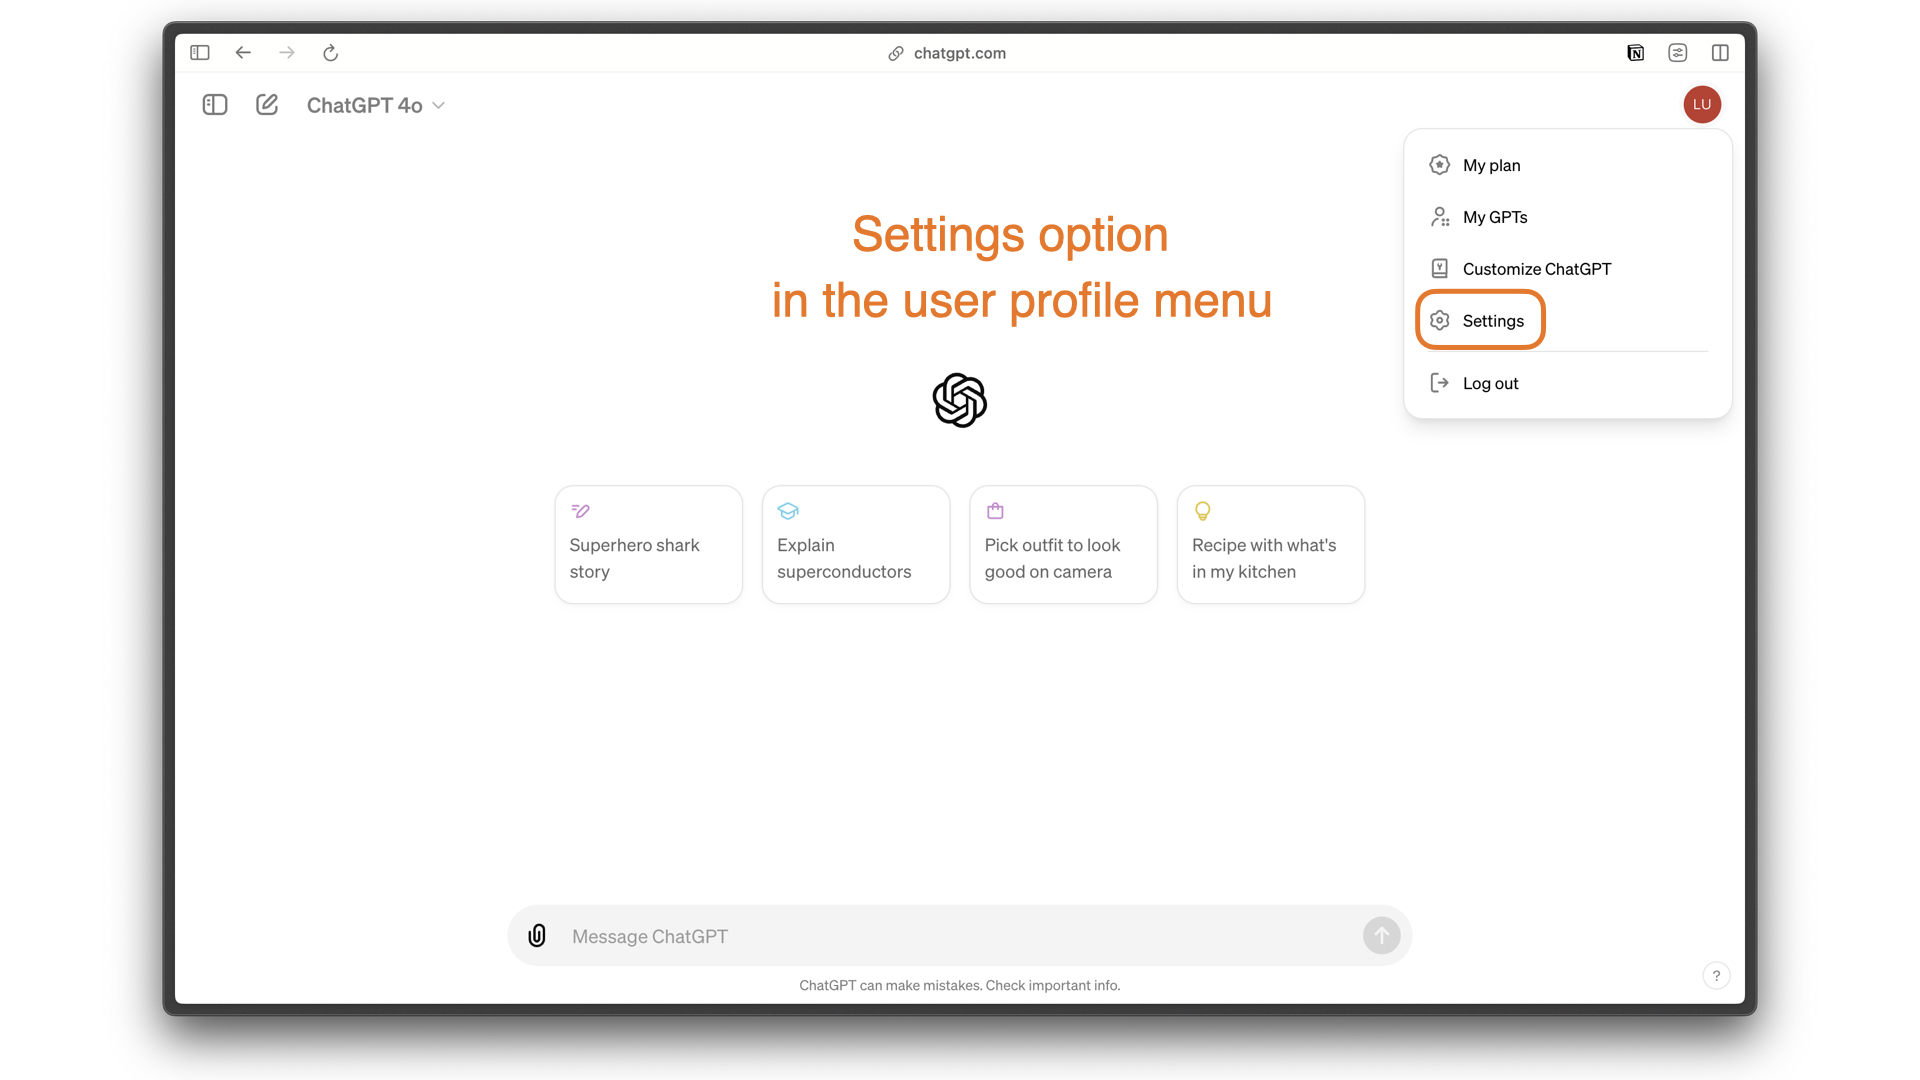 chatgpt.com
N
ChatGPT 4o
LU
My plan
My GPTs
Customize ChatGPT
Settings
Log out
Settings option
in the user profile menu
Superhero shark
story
Explain
superconductors
Pick outfit to look
good on camera
Recipe with what's
in my kitchen
Message ChatGPT
ChatGPT can make mistakes. Check important info.
?